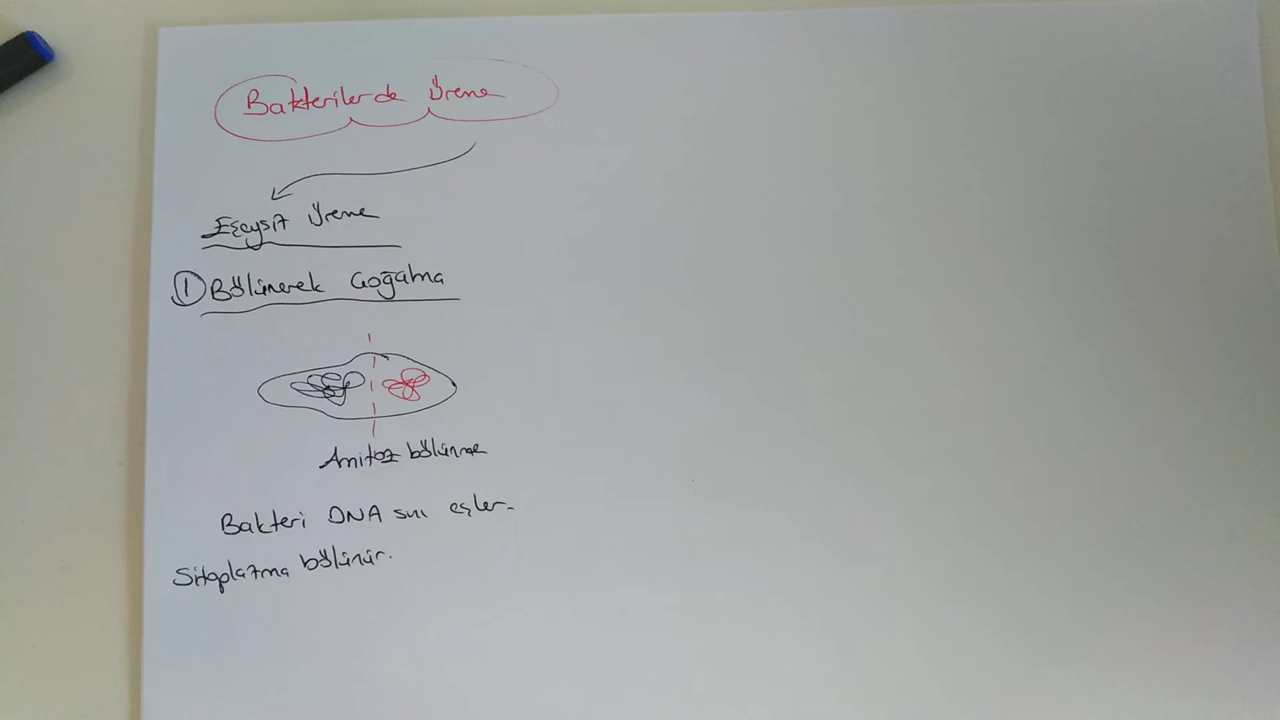 Bakterilerde Üreme
Eşeysiz Üreme
① Bölünerek Çoğalma
Amitoz bölünme
Bakteri DNA sını eşler.
Sitoplazma bölünür.